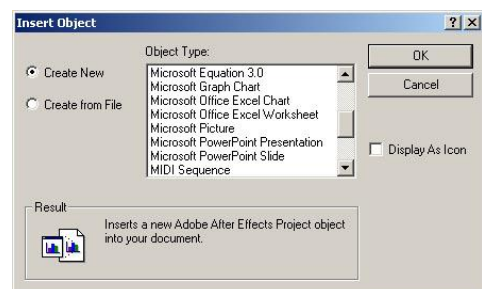 Insert Object
Object Type:
Create New
Create from File
Microsoft Equation 3.0
Microsoft Graph Chart
Microsoft Office Excel Chart
Microsoft Office Excel Worksheet
Microsoft Picture
Microsoft PowerPoint Presentation
Microsoft PowerPoint Slide
MIDI Sequence
OK
Cancel
Display As Icon
Result
Inserts a new Adobe After Effects Project object
into your document.